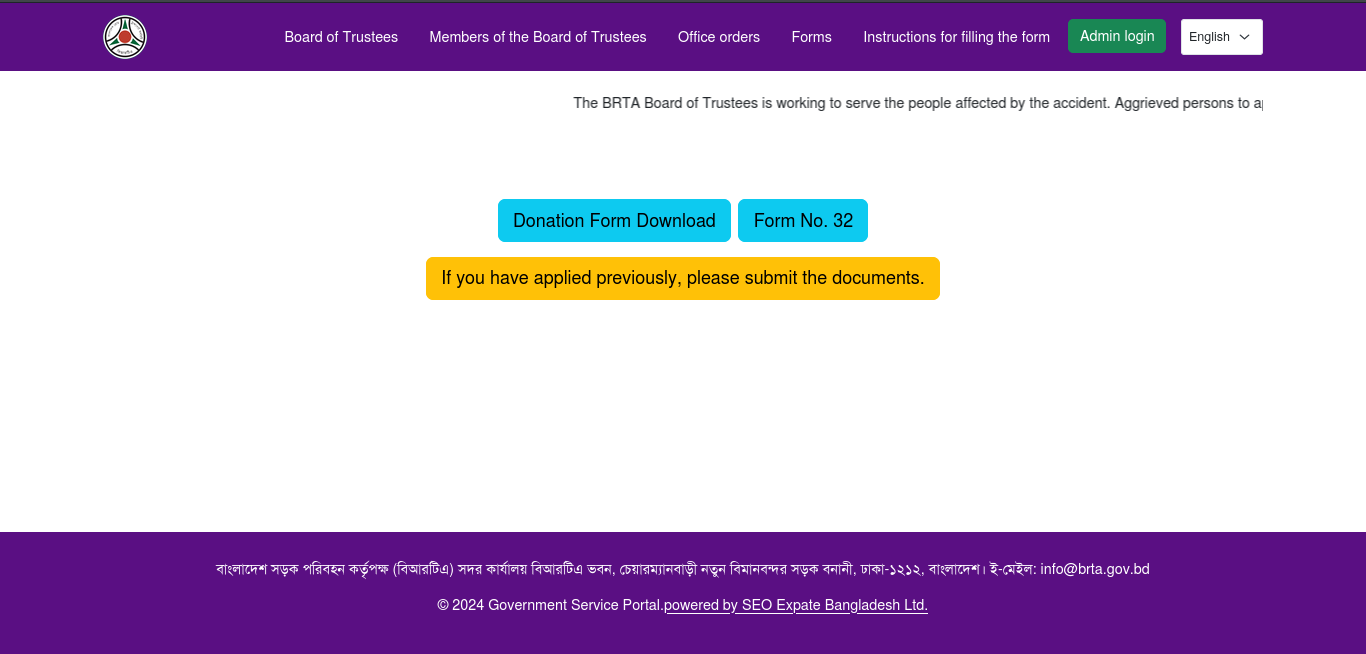 Board of Trustees Members of the Board of Trustees Office orders Forms Instructions for filling the form Admin login English
The BRTA Board of Trustees is working to serve the people affected by the accident. Aggrieved persons to
Donation Form Download Form No. 32
If you have applied previously, please submit the documents.
বাংলাদেশ সড়ক পরিবহন কর্তৃপক্ষ (বিআরটিএ) সদর কার্যালয় বিআরটিএ ভবন, চেয়ারম্যানবাড়ী নতুন বিমানবন্দর সড়ক বনানী, ঢাকা-১২১২, বাংলাদেশ। ই-মেইল: info@brta.gov.bd
© 2024 Government Service Portal.powered by SEO Expate Bangladesh Ltd.